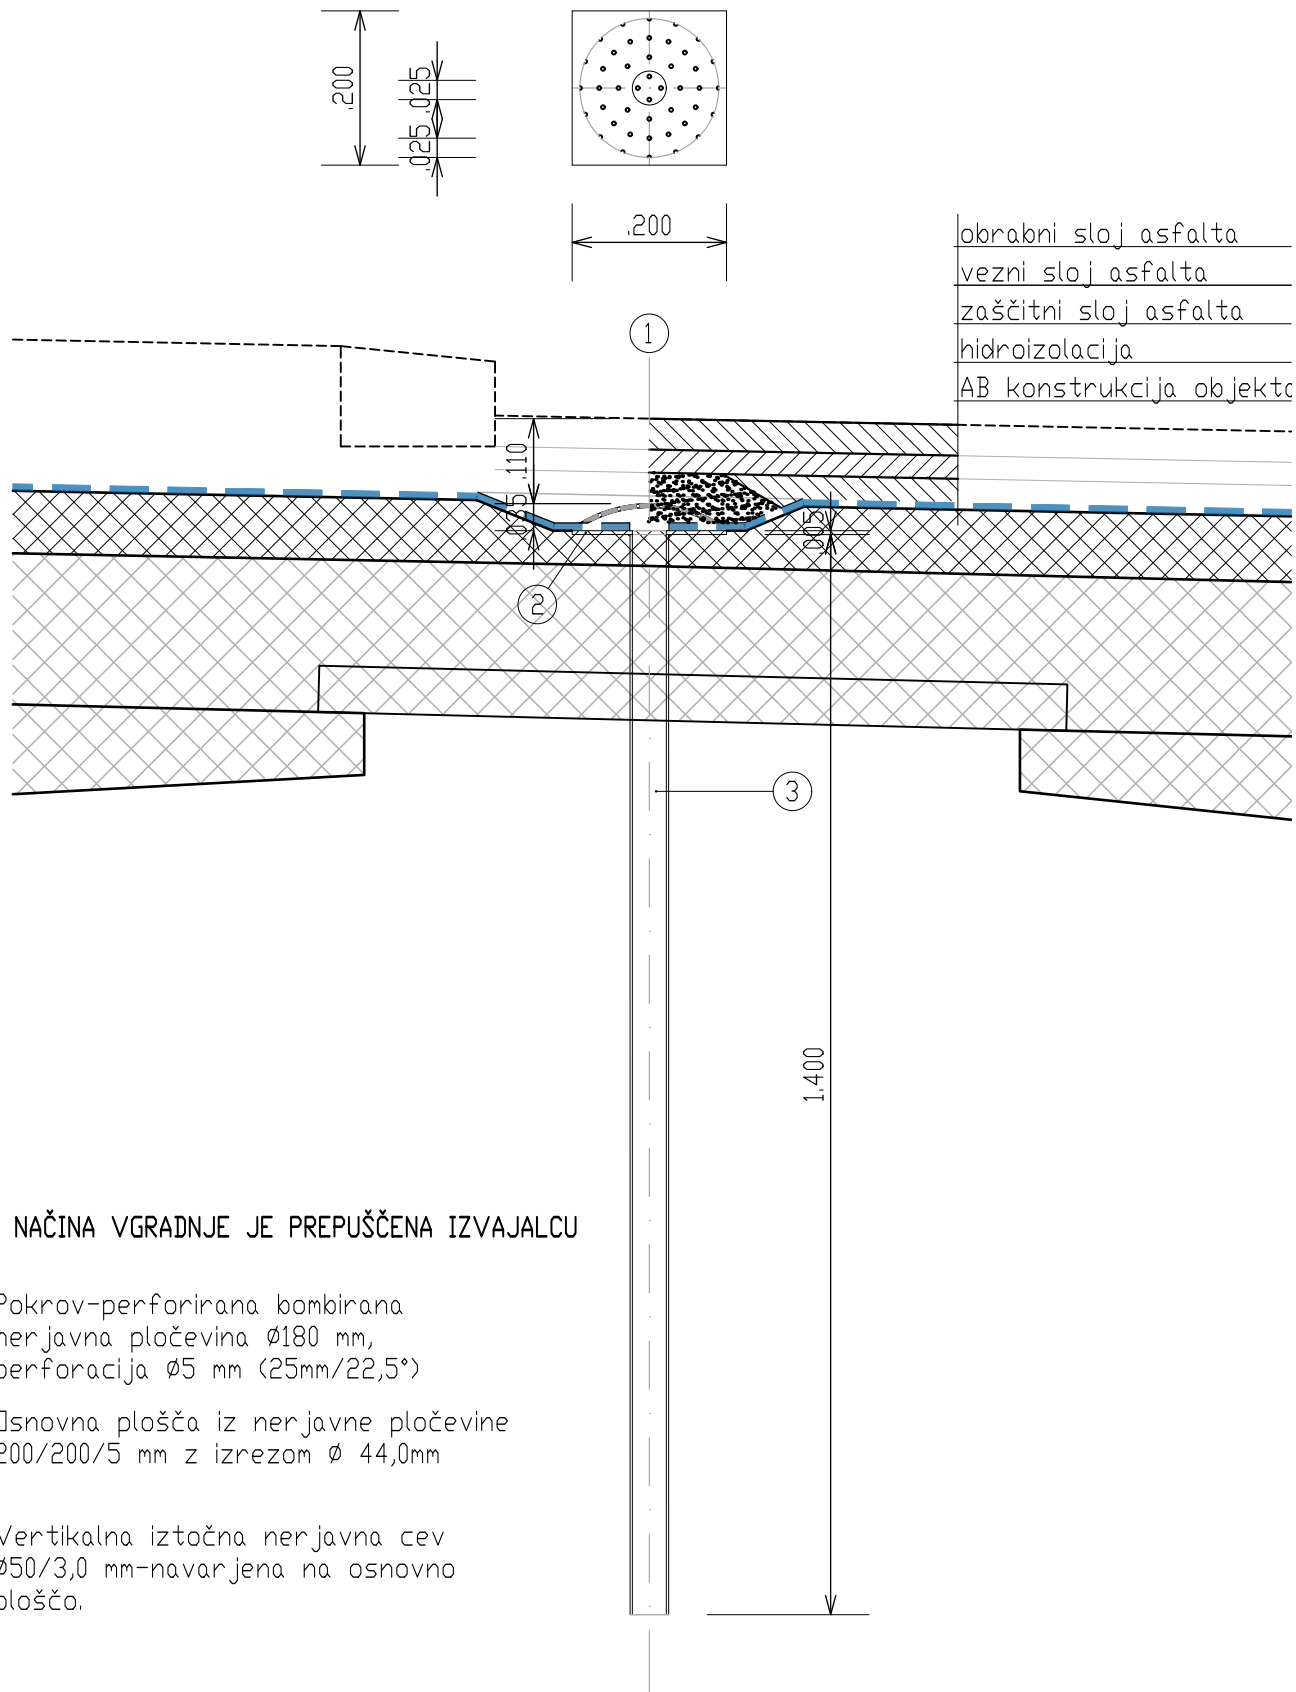 .200
.025
.025
.200
obrabni sloj asfalta
vezni sloj asfalta
zaščitni sloj asfalta
hidroizolacija
AB konstrukcija objekta
1
.110
.035
.005
2
3
1.400
NAČINA VGRADNJE JE PREPUŠČENA IZVAJALCU
Pokrov-perforirana bombirana
nerjavna pločevina Ø180 mm,
perforacija Ø5 mm (25mm/22,5°)
Osnovna plošča iz nerjavne pločevine
200/200/5 mm z izrezom Ø 44,0mm
Vertikalna iztočna nerjavna cev
Ø50/3,0 mm-navarjena na osnovno
ploščo.